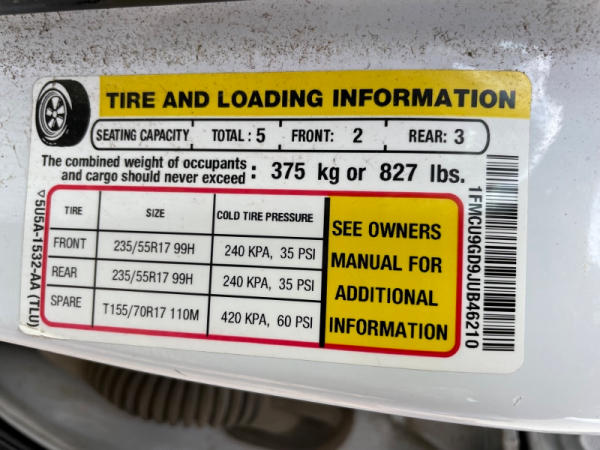 TIRE AND LOADING INFORMATION
SEATING CAPACITY TOTAL : 5 FRONT: 2 REAR: 3
The combined weight of occupants
and cargo should never exceed : 375 kg or 827 lbs.
TIRE SIZE COLD TIRE PRESSURE
FRONT 235/55R17 99H 240 KPA, 35 PSI
REAR 235/55R17 99H 240 KPA, 35 PSI
SPARE T155/70R17 110M 420 KPA, 60 PSI
SEE OWNERS
MANUAL FOR
ADDITIONAL
INFORMATION
▽5U5A-1532-AA (TLU)
1FMCU9GD9JUB46210